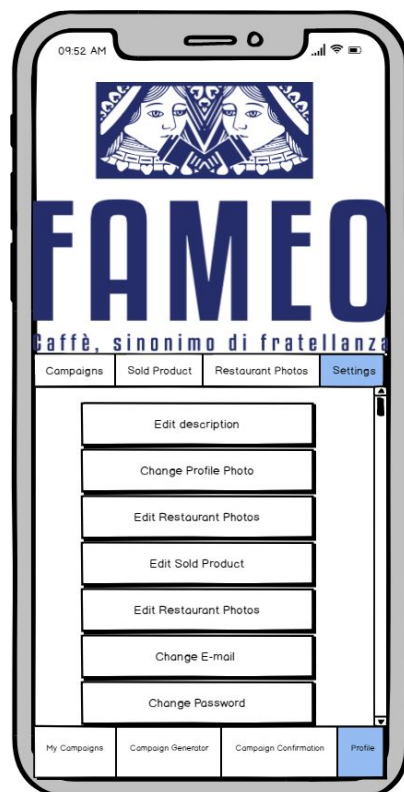 09:52 AM
FAMEO
Caffè, sinonimo di fratellanza
Campaigns Sold Product Restaurant Photos Settings
Edit description
Change Profile Photo
Edit Restaurant Photos
Edit Sold Product
Edit Restaurant Photos
Change E-mail
Change Password
My Campaigns Campaign Generator Campaign Confirmation Profile